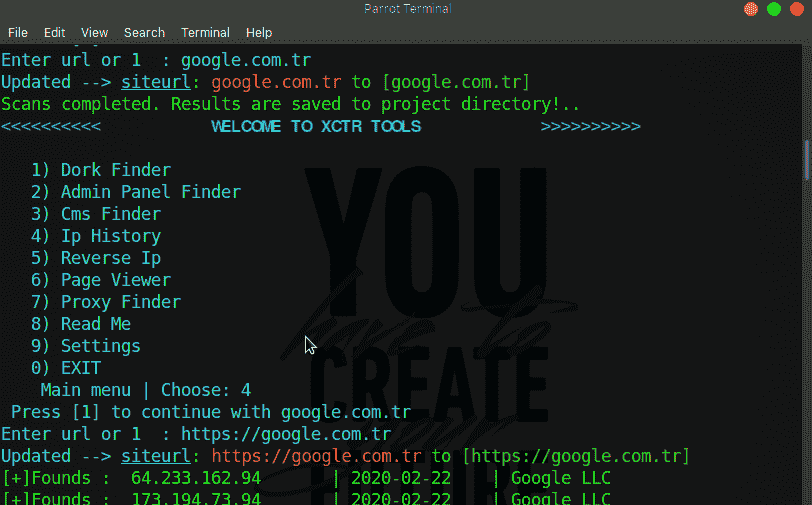 Parrot Terminal
File Edit View Search Terminal Help
Enter url or 1  : google.com.tr
Updated --> siteurl: google.com.tr to [google.com.tr]
Scans completed. Results are saved to project directory!..
<<<<<<<<<< WELCOME TO XCTR TOOLS >>>>>>>>>>
1) Dork Finder
2) Admin Panel Finder
3) Cms Finder
4) Ip History
5) Reverse Ip
6) Page Viewer
7) Proxy Finder
8) Read Me
9) Settings
0) EXIT
Main menu | Choose: 4
Press [1] to continue with google.com.tr
Enter url or 1  : https://google.com.tr
Updated --> siteurl: https://google.com.tr to [https://google.com.tr]
[+]Founds :  64.233.162.94 | 2020-02-22 | Google LLC
[+]Founds :  173.194.73.94 | 2020-02-22 | Google LLC
YOU
CREATE